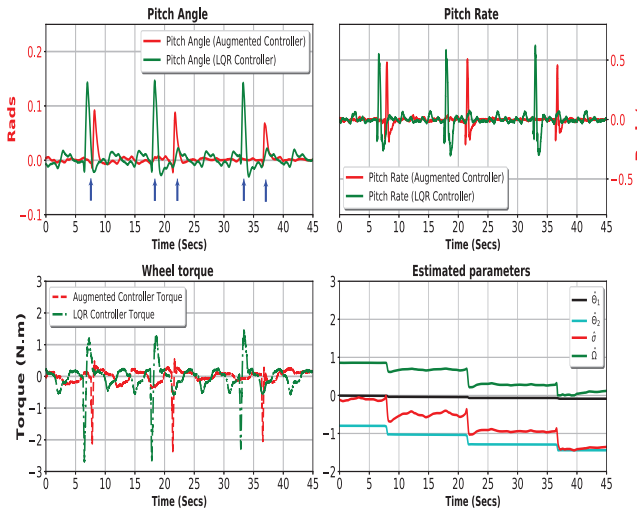 Pitch Angle
Pitch Rate
0.2
0.1
0.0
−0.1
Rads
Pitch Angle (Augmented Controller)
Pitch Angle (LQR Controller)
0 5 10 15 20 25 30 35 40 45
Time (Secs)
0.5
0.0
−0.5
Pitch Rate (Augmented Controller)
Pitch Rate (LQR Controller)
0 5 10 15 20 25 30 35 40 45
Time (Secs)
Wheel torque
Estimated parameters
3
2
1
0
−1
−2
−3
Torque (N.m)
Augmented Controller Torque
LQR Controller Torque
0 5 10 15 20 25 30 35 40 45
Time (Secs)
3
2
1
0
−1
−2
θ̂₁
θ̂₂
σ̂
Ω̂
0 5 10 15 20 25 30 35 40 45
Time (Secs)